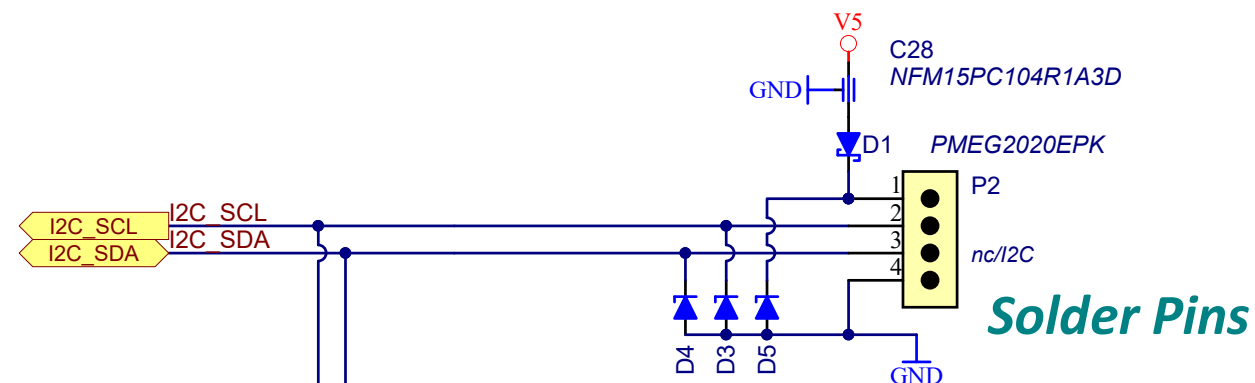 V5
C28
NFM15PC104R1A3D
GND
D1
PMEG2020EPK
1
P2
I2C_SCL
I2C_SCL
2
I2C_SDA
I2C_SDA
3
nc/I2C
4
Solder Pins
D4
D3
D5
GND